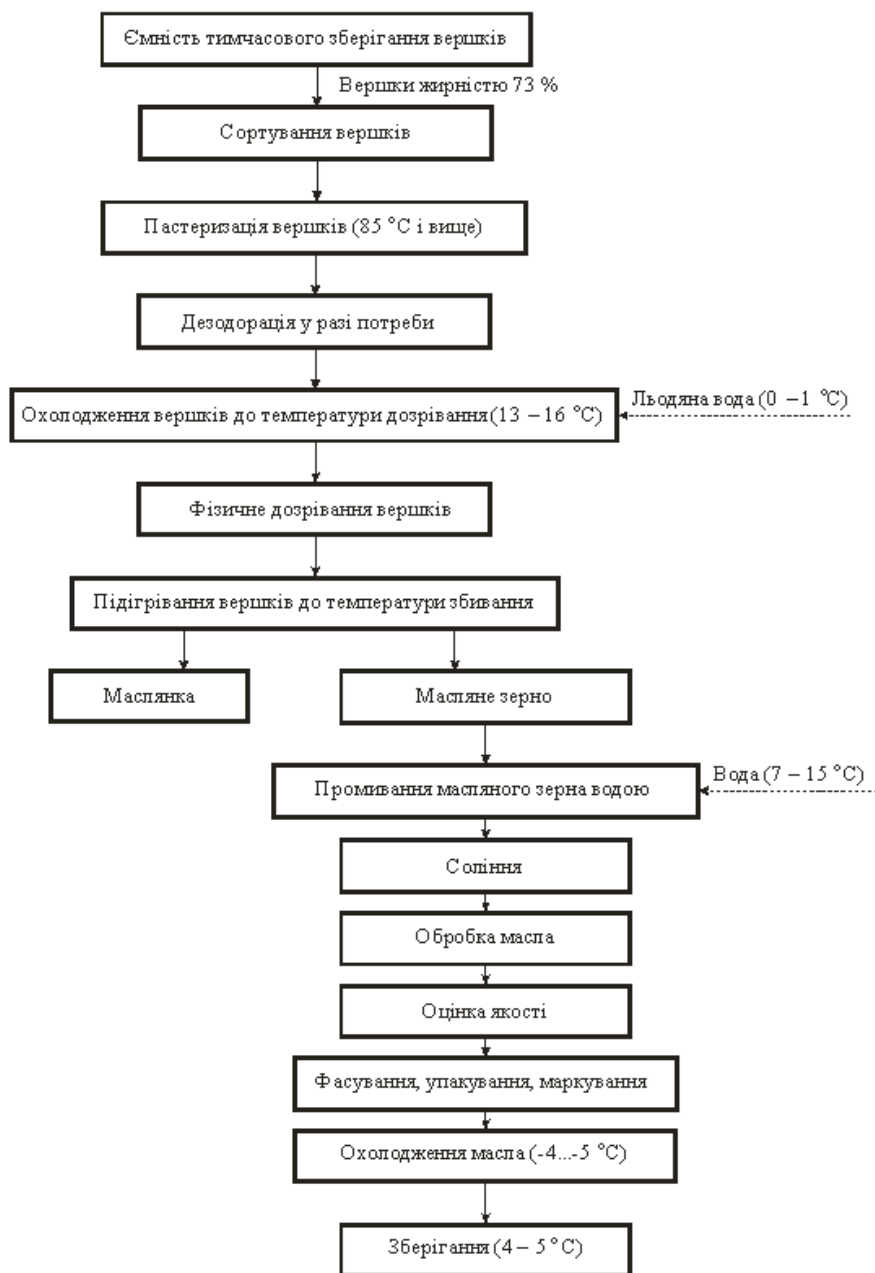 Ємність тимчасового зберігання вершків
Вершки жирністю 73 %
Сортування вершків
Пастеризація вершків (85 °C і вище)
Дезодорація у разі потреби
Охолодження вершків до температури дозрівання (13 – 16 °C)
Льодяна вода (0 – 1 °C)
Фізичне дозрівання вершків
Підігрівання вершків до температури збивання
Маслянка
Масляне зерно
Промивання масляного зерна водою
Вода (7 – 15 °C)
Соління
Обробка масла
Оцінка якості
Фасування, упакування, маркування
Охолодження масла (-4...-5 °C)
Зберігання (4 – 5 °C)